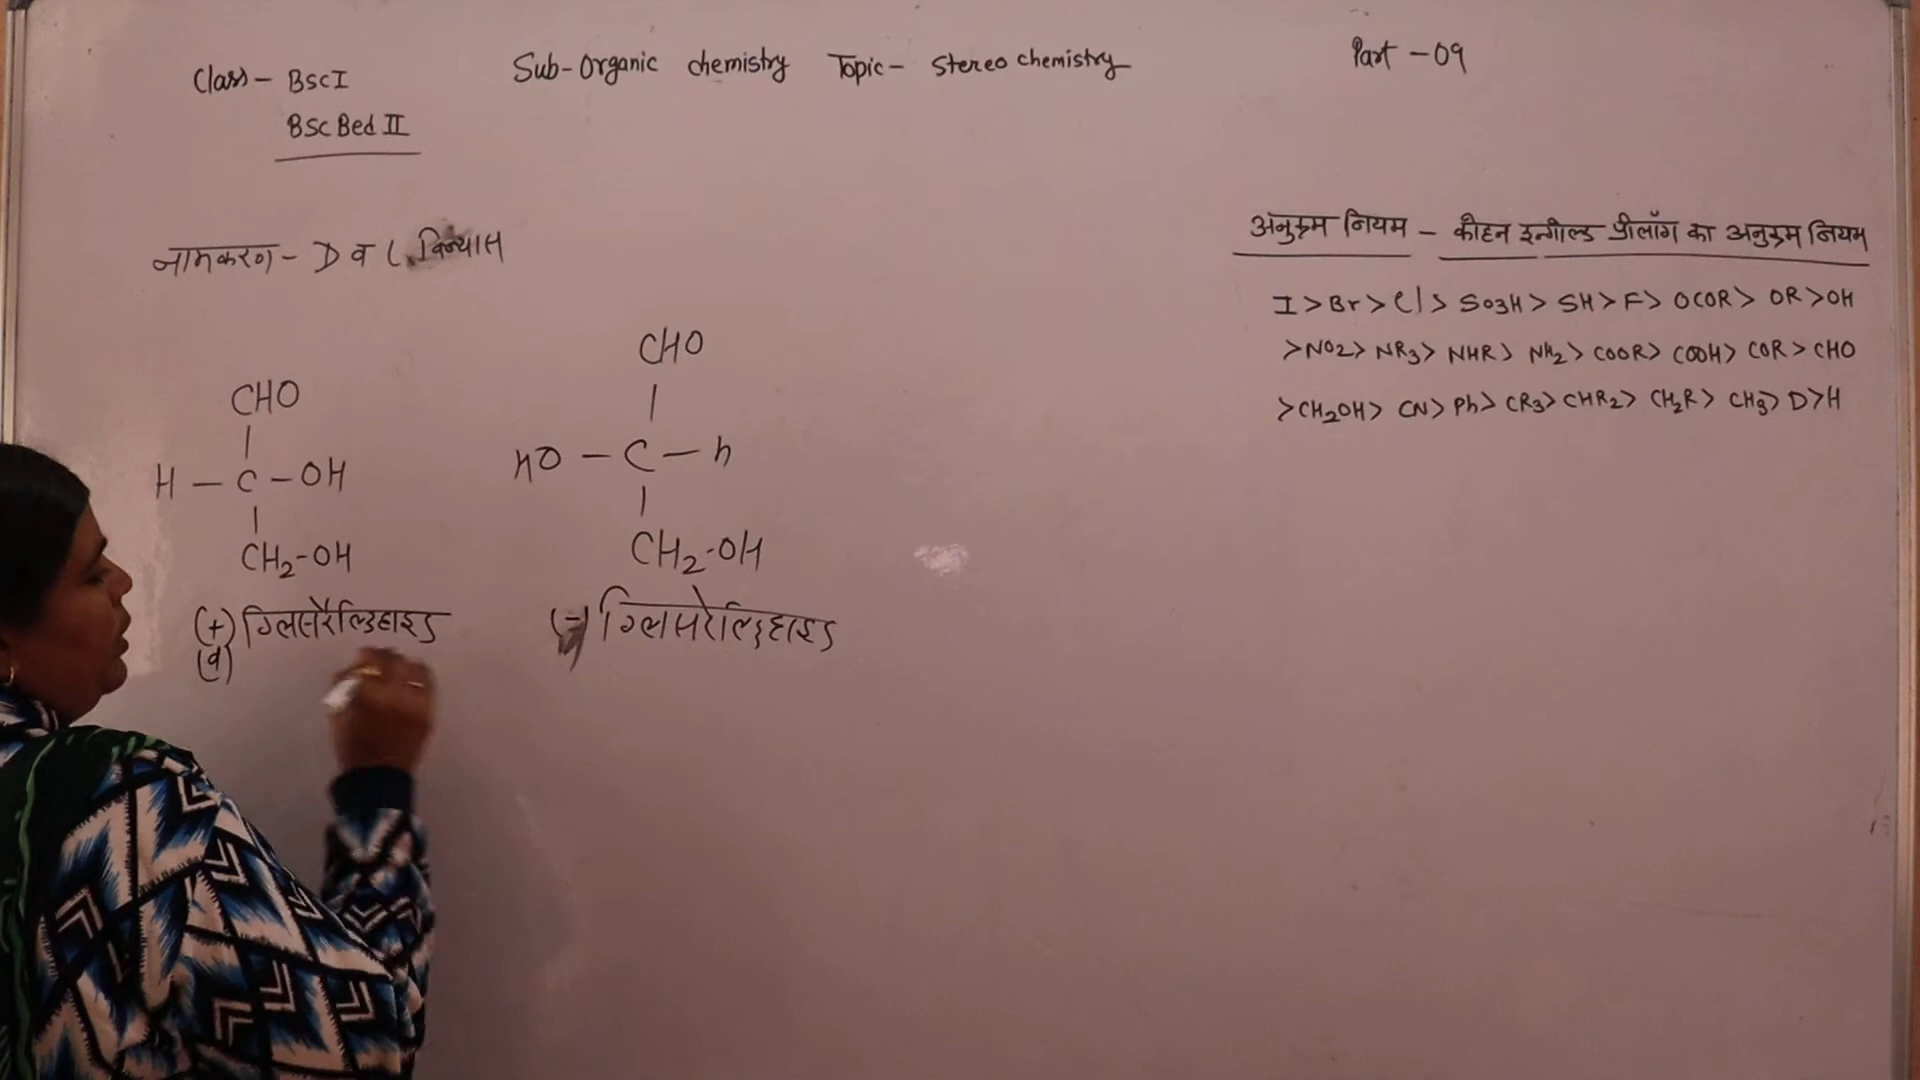 Class - BscI
BSc Bed II
Sub-Organic chemistry Topic - Stereo chemistry
Part - 09
नामकरण - D व L विन्यास
CHO
|
H - C - OH
|
CH2-OH
(+) ग्लिसरैल्डिहाइड
(d)
CHO
|
HO - C - h
|
CH2-OH
(-) ग्लिसरेल्डिहाइड
अनुक्रम नियम - कोहन इन्गोल्ड प्रीलॉग का अनुक्रम नियम
I > Br > Cl > SO3H > SH > F > OCOR > OR > OH
> NO2 > NR3 > NHR > NH2 > COOR > COOH > COR > CHO
> CH2OH > CN > Ph > CR3 > CHR2 > CH2R > CH3 > D > H